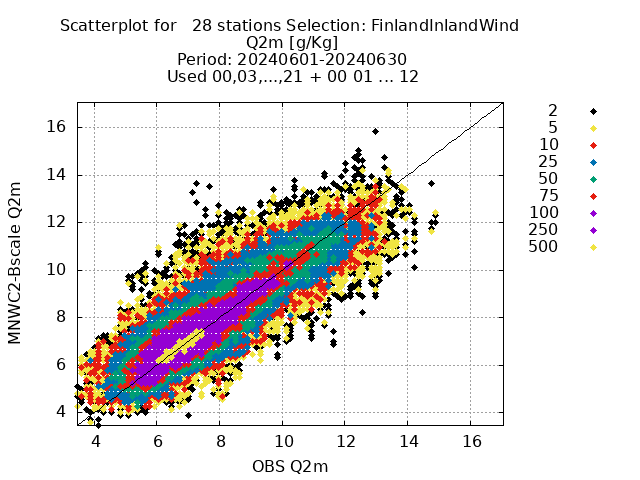 Scatterplot for 28 stations Selection: FinlandInlandWind
Q2m [g/Kg]
Period: 20240601-20240630
Used 00,03,...,21 + 00 01 ... 12
2
5
10
25
50
75
100
250
500
16
14
12
10
8
6
4
MNWC2-Bscale Q2m
4 6 8 10 12 14 16
OBS Q2m